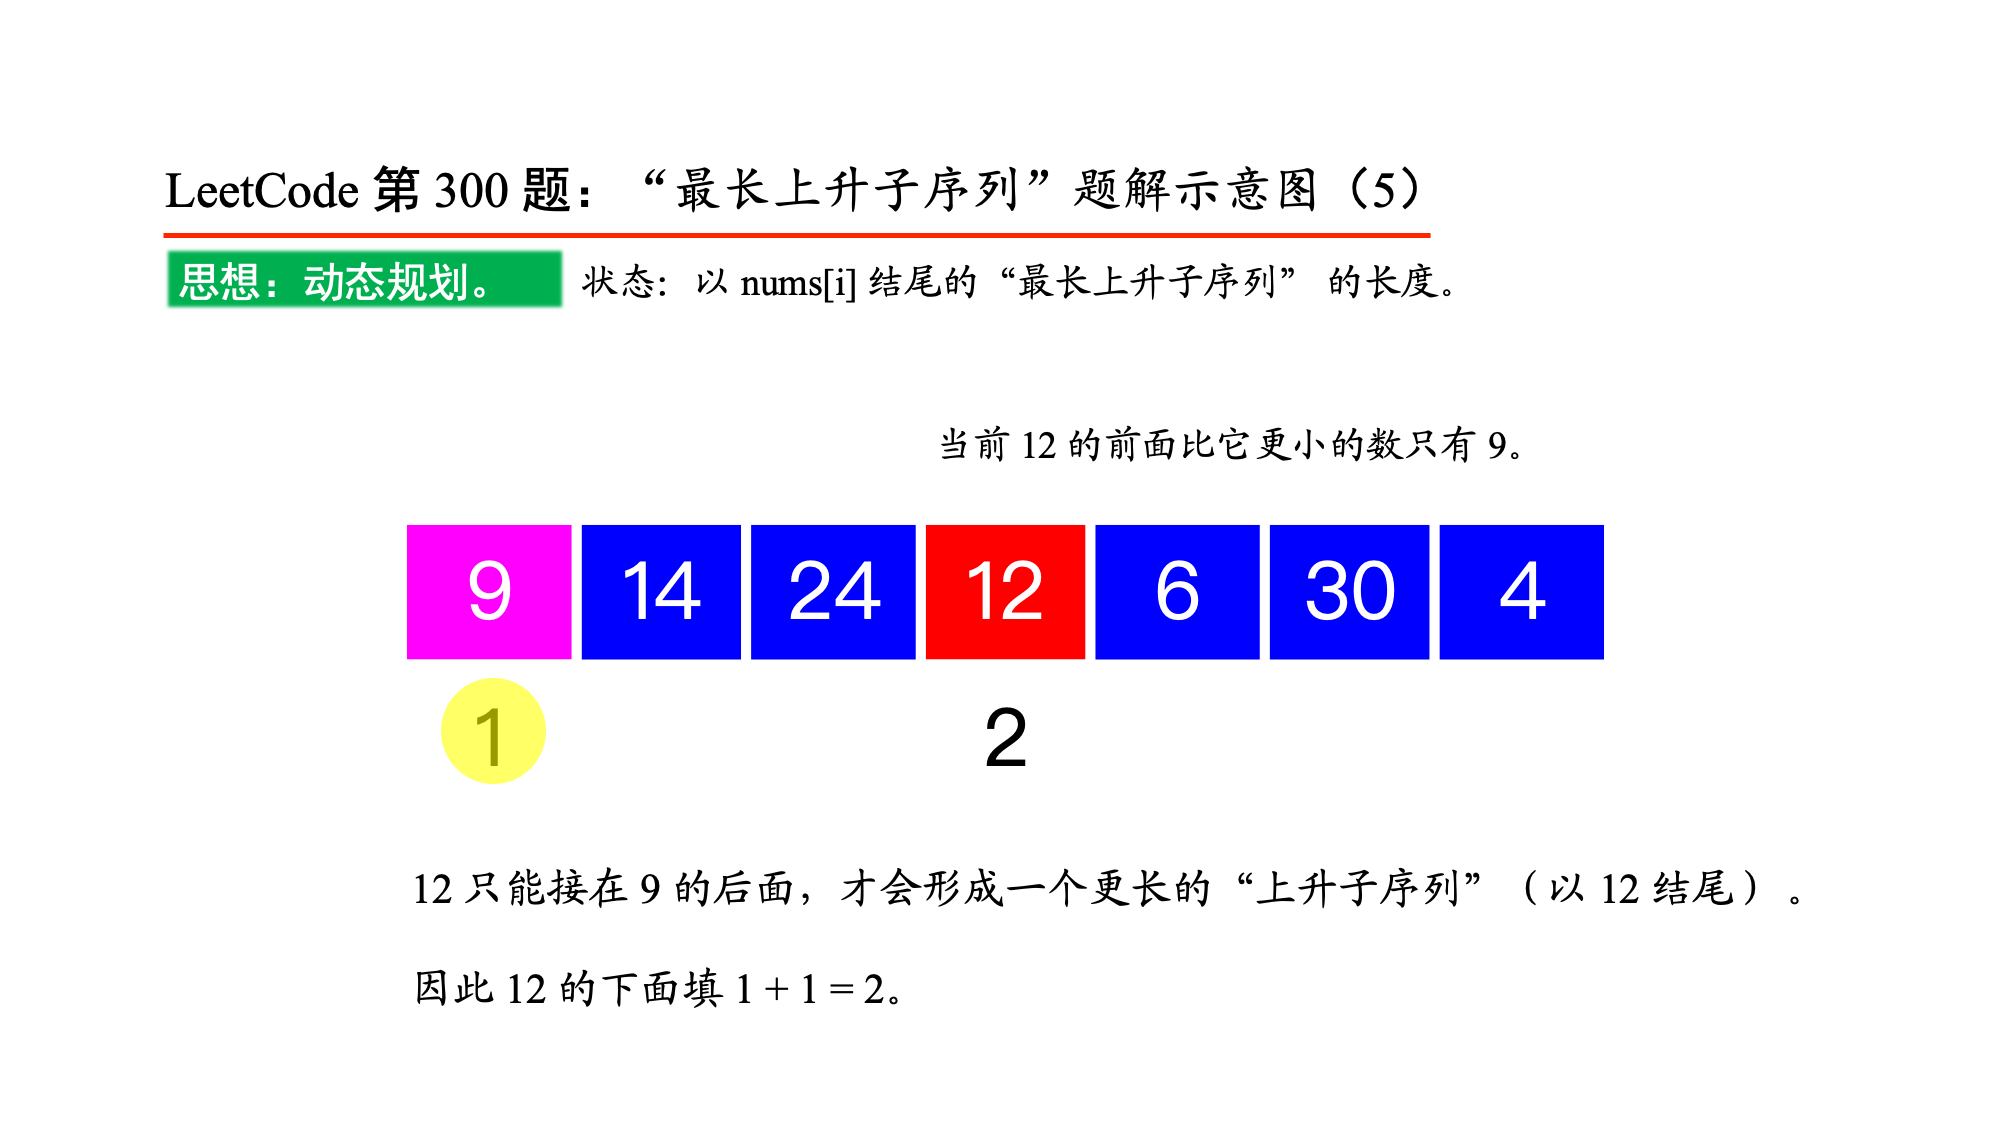 LeetCode 第 300 题：“最长上升子序列”题解示意图（5）
思想：动态规划。 状态：以 nums[i] 结尾的“最长上升子序列” 的长度。
当前 12 的前面比它更小的数只有 9。
9 14 24 12 6 30 4
1 2
12 只能接在 9 的后面，才会形成一个更长的“上升子序列”（以 12 结尾）。
因此 12 的下面填 1 + 1 = 2。